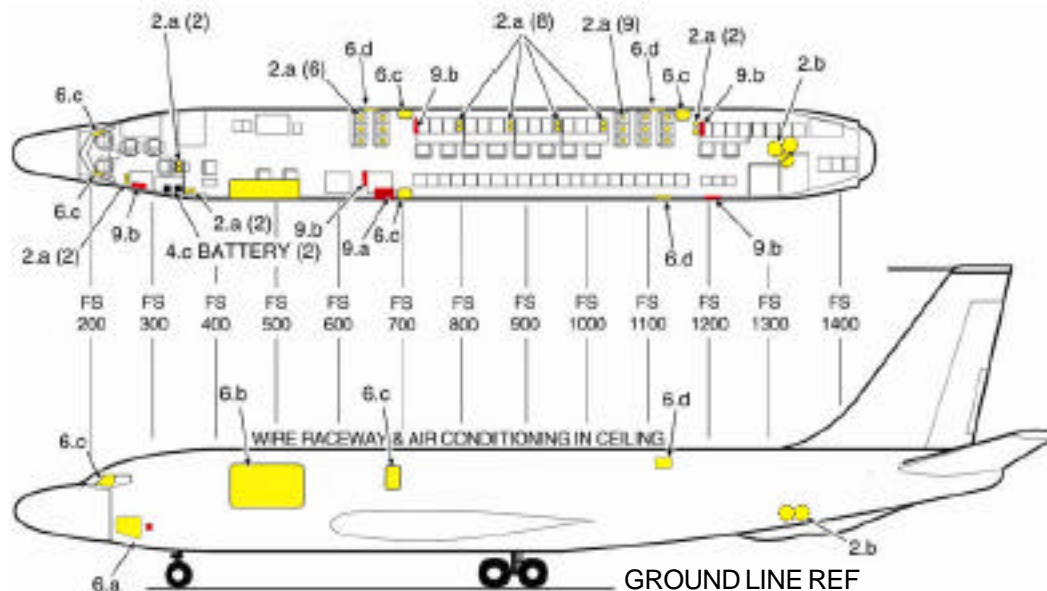 2.a (2)
2.a (8)
2.a (9)
6.d
2.a (2)
6.d
2.a (6)
6.c
9.b
6.c
9.b
2.b
6.c
6.c
2.a (2)
9.b
2.a (2)
4.c BATTERY (2)
9.b
9.a
6.c
6.d
9.b
FS 200
FS 300
FS 400
FS 500
FS 600
FS 700
FS 800
FS 900
FS 1000
FS 1100
FS 1200
FS 1300
FS 1400
6.b
6.c
6.d
WIRE RACEWAY & AIR CONDITIONING IN CEILING
6.c
6.a
2.b
GROUND LINE REF